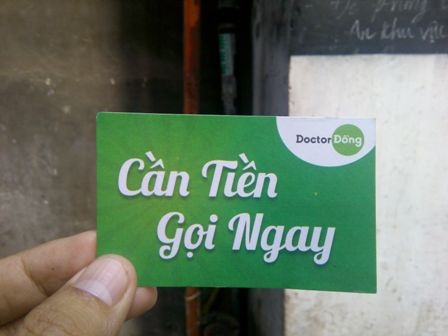 Doctor Đồng
Cần Tiền
Gọi Ngay